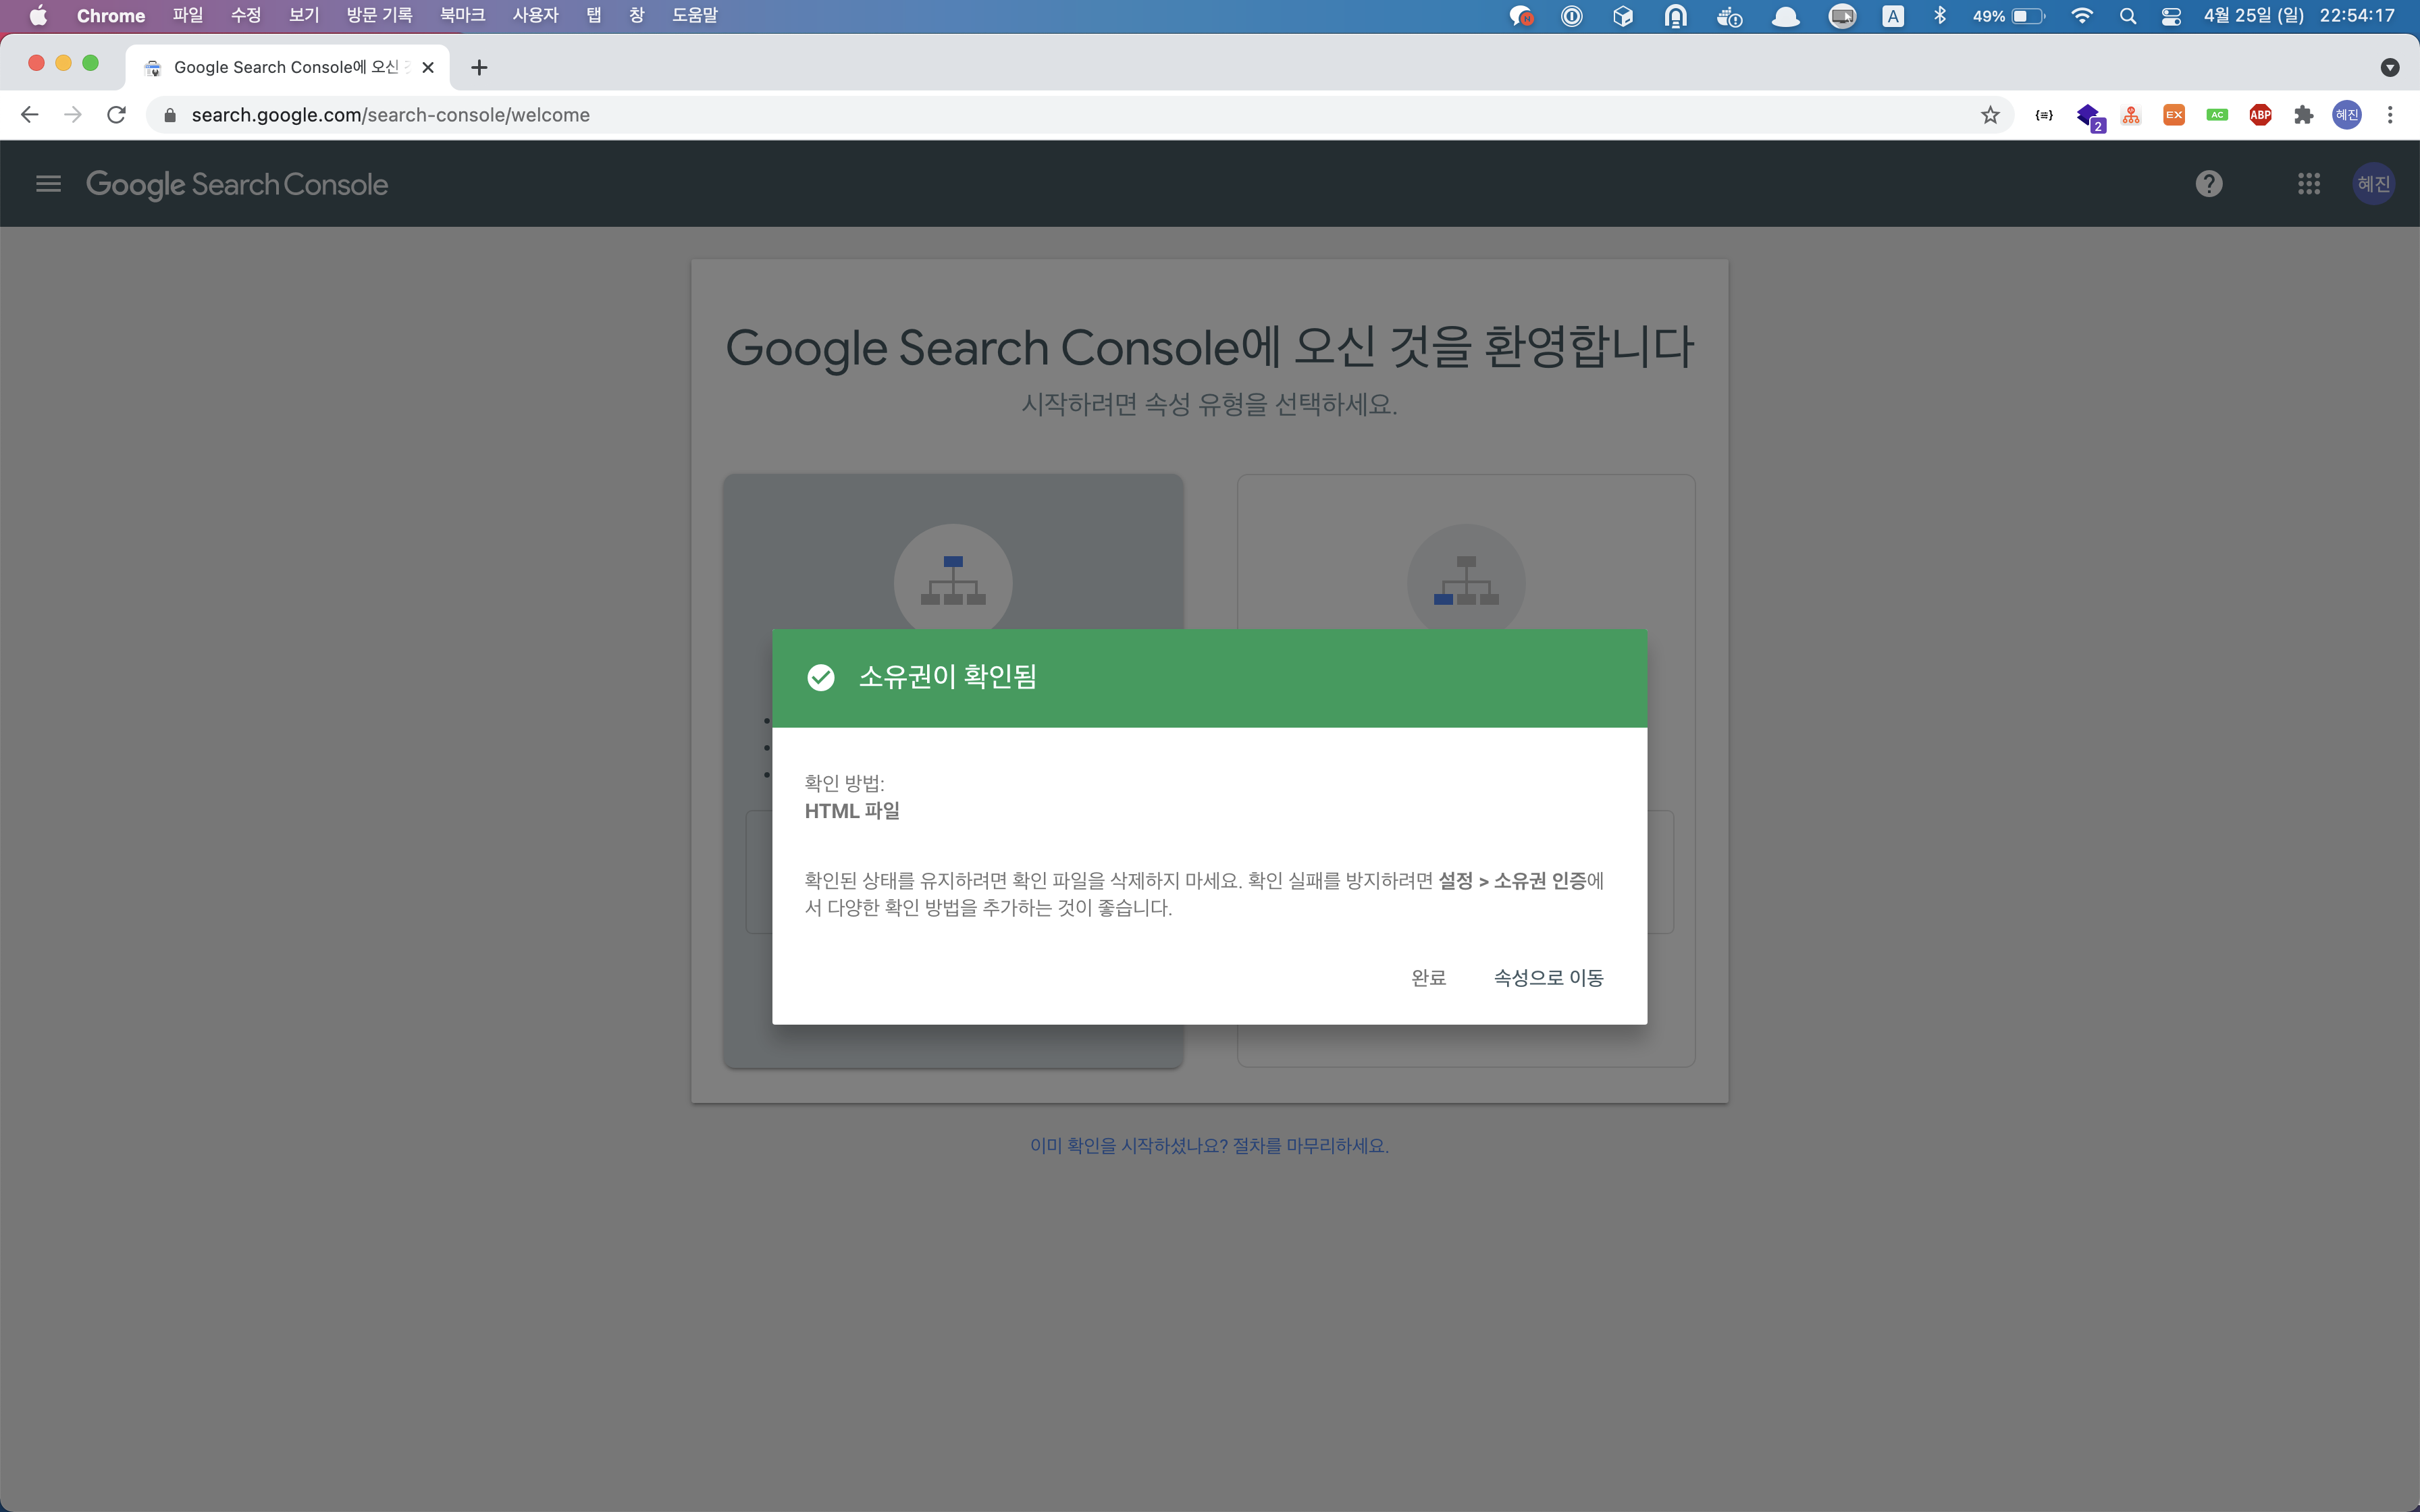 Chrome 파일 수정 보기 방문 기록 북마크 사용자 탭 창 도움말
A 49% 4월 25일 (일) 22:54:17
Google Search Console에 오신
search.google.com/search-console/welcome
2 EX AC ABP 혜진
Google Search Console 혜진
Google Search Console에 오신 것을 환영합니다
시작하려면 속성 유형을 선택하세요.
소유권이 확인됨
확인 방법:
HTML 파일
확인된 상태를 유지하려면 확인 파일을 삭제하지 마세요. 확인 실패를 방지하려면 설정 > 소유권 인증에
서 다양한 확인 방법을 추가하는 것이 좋습니다.
완료 속성으로 이동
이미 확인을 시작하셨나요? 절차를 마무리하세요.